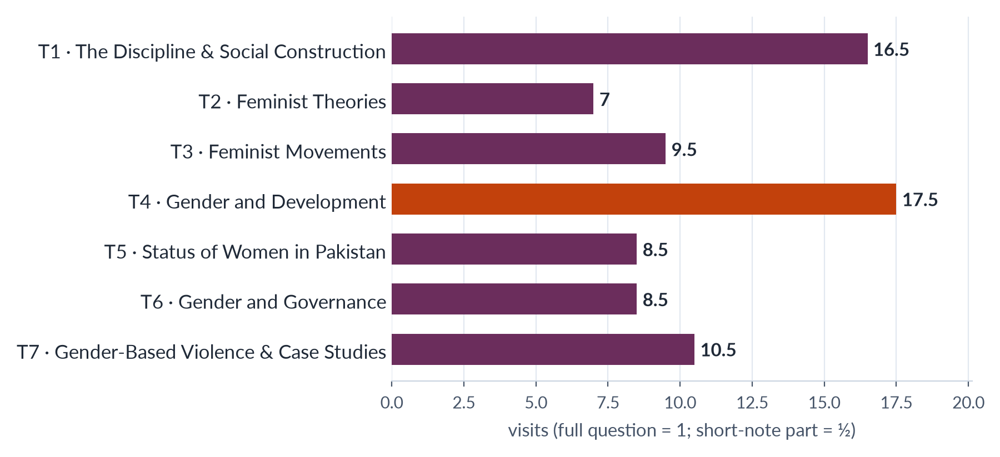 T1 · The Discipline & Social Construction 16.5
T2 · Feminist Theories 7
T3 · Feminist Movements 9.5
T4 · Gender and Development 17.5
T5 · Status of Women in Pakistan 8.5
T6 · Gender and Governance 8.5
T7 · Gender-Based Violence & Case Studies 10.5
0.0 2.5 5.0 7.5 10.0 12.5 15.0 17.5 20.0
visits (full question = 1; short-note part = ½)